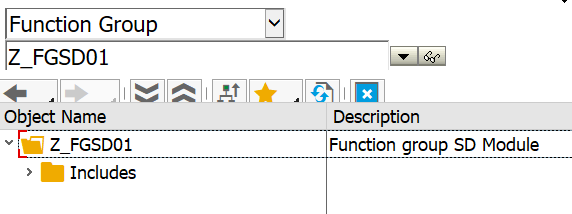 Function Group
Z_FGSD01
Object Name Description
Z_FGSD01 Function group SD Module
Includes